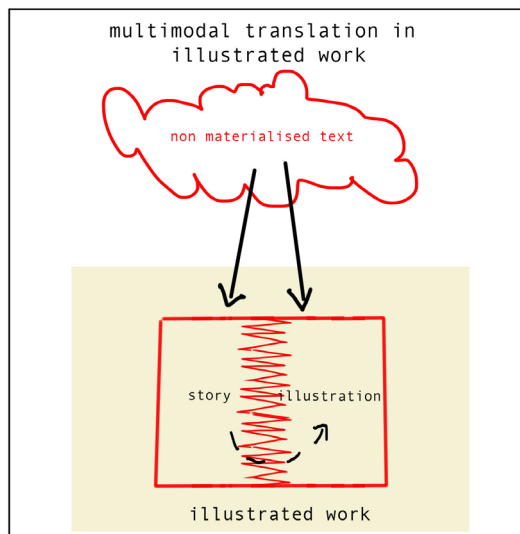 multimodal translation in
illustrated work
non materialised text
story
illustration
illustrated work